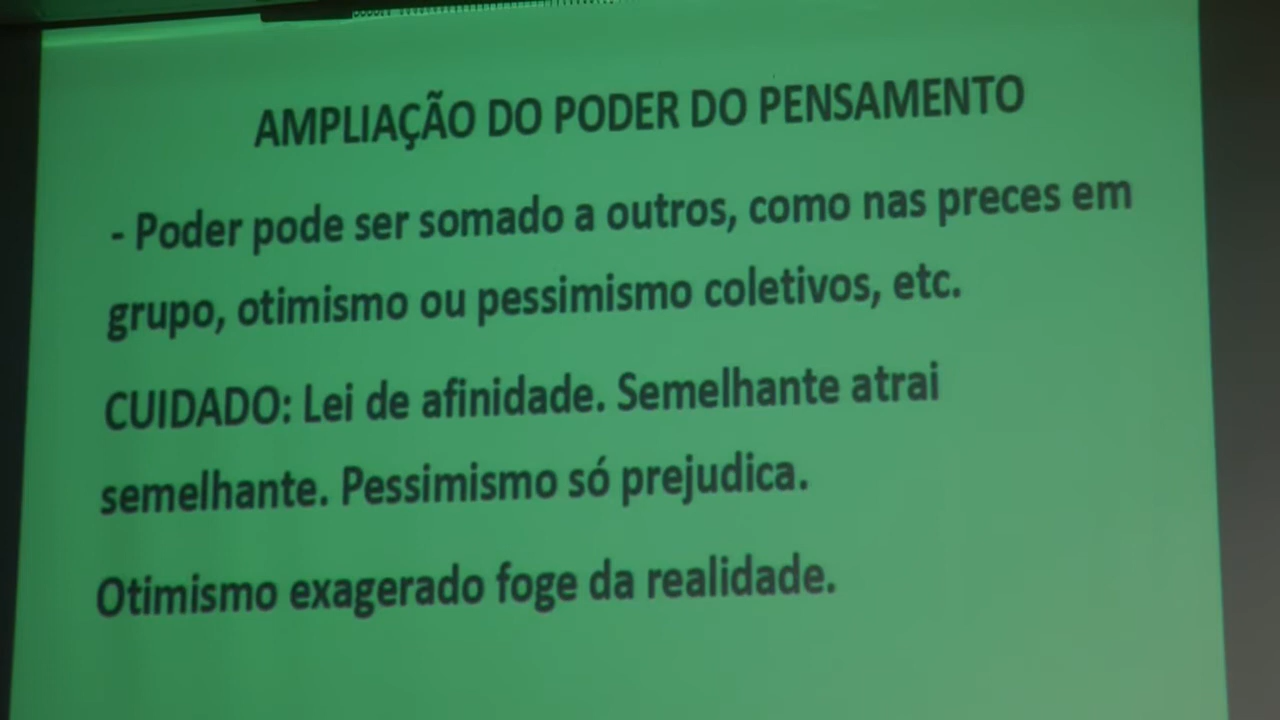 AMPLIAÇÃO DO PODER DO PENSAMENTO
- Poder pode ser somado a outros, como nas preces em
grupo, otimismo ou pessimismo coletivos, etc.
CUIDADO: Lei de afinidade. Semelhante atrai
semelhante. Pessimismo só prejudica.
Otimismo exagerado foge da realidade.